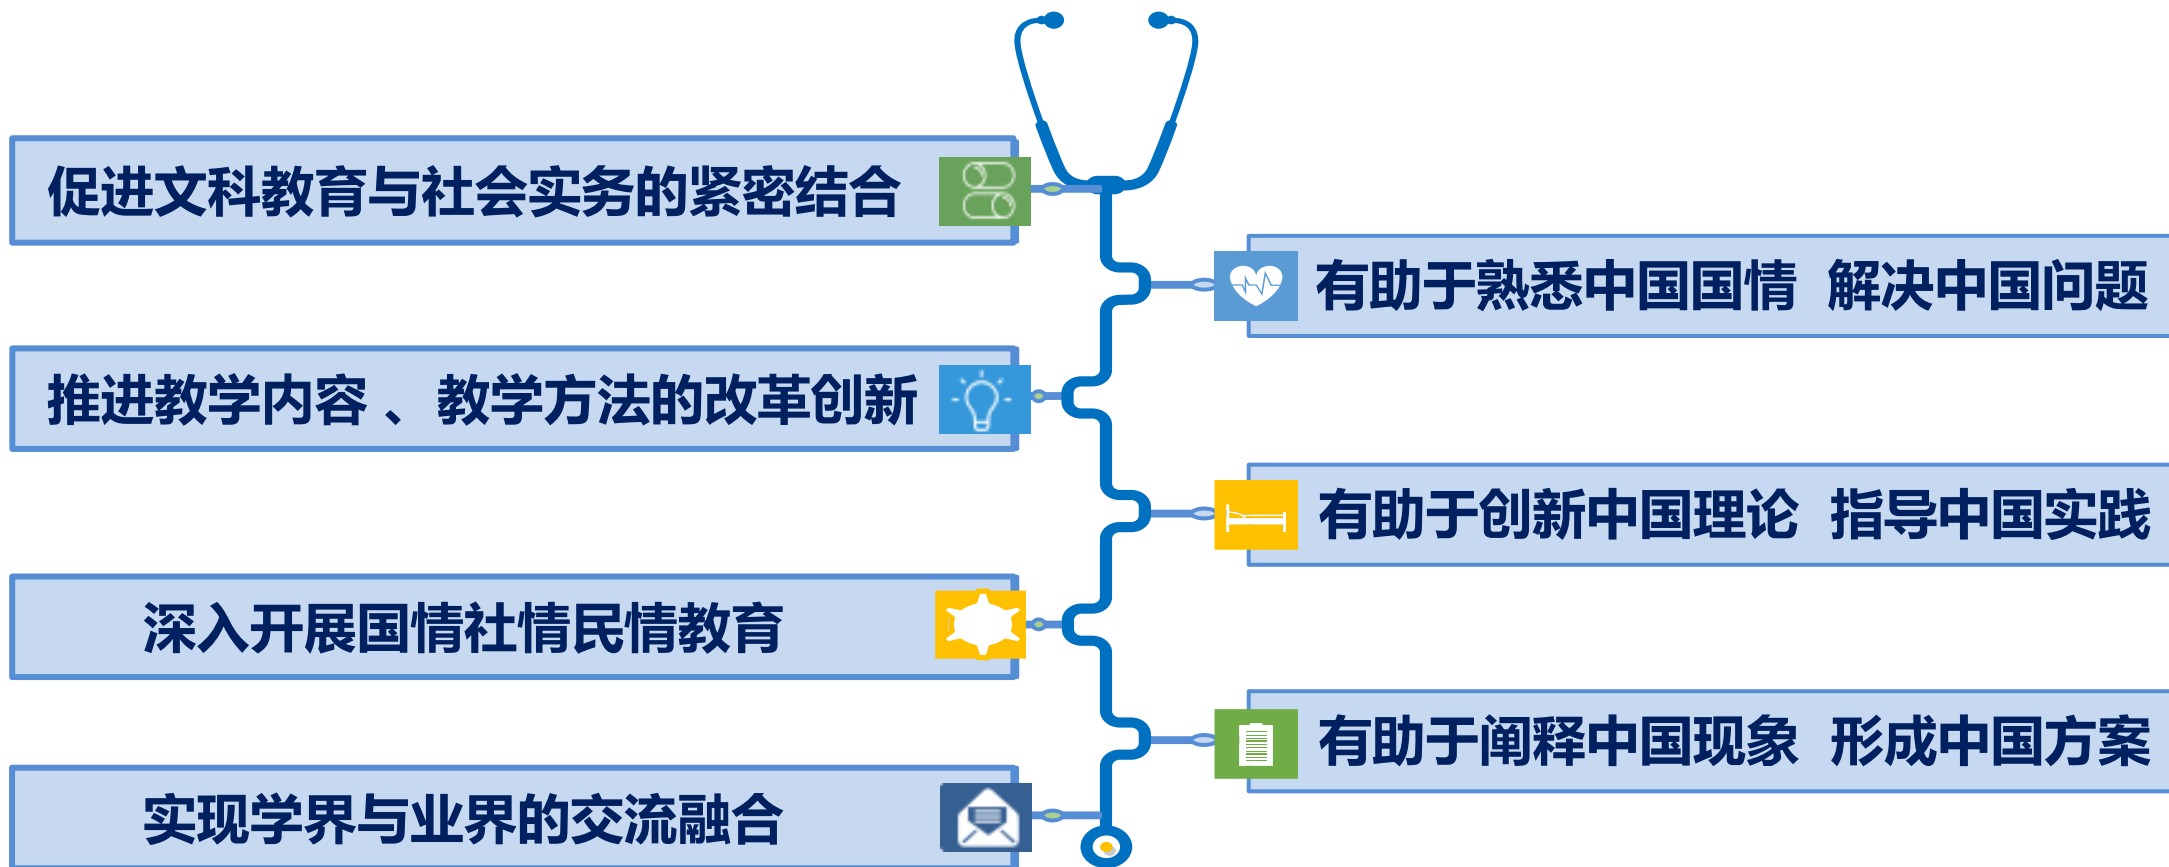 促进文科教育与社会实务的紧密结合
有助于熟悉中国国情 解决中国问题
推进教学内容 、教学方法的改革创新
有助于创新中国理论 指导中国实践
深入开展国情社情民情教育
有助于阐释中国现象 形成中国方案
实现学界与业界的交流融合